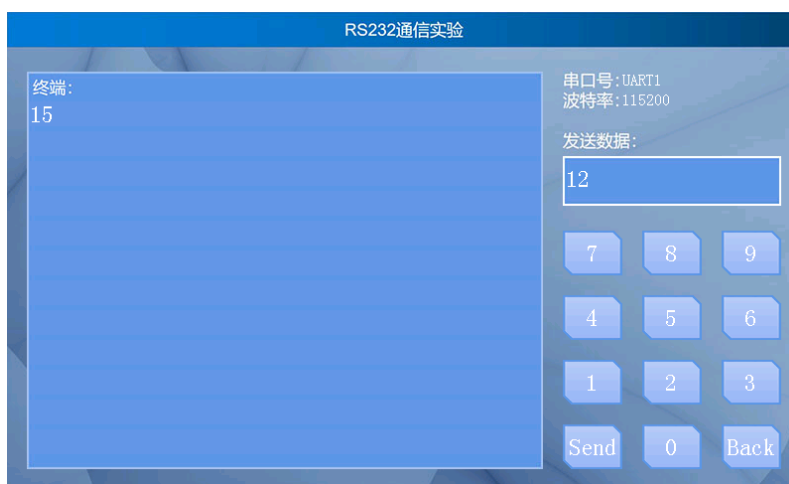 RS232通信实验
终端:
15
串口号:UART1
波特率:115200
发送数据:
12
7 8 9
4 5 6
1 2 3
Send 0 Back